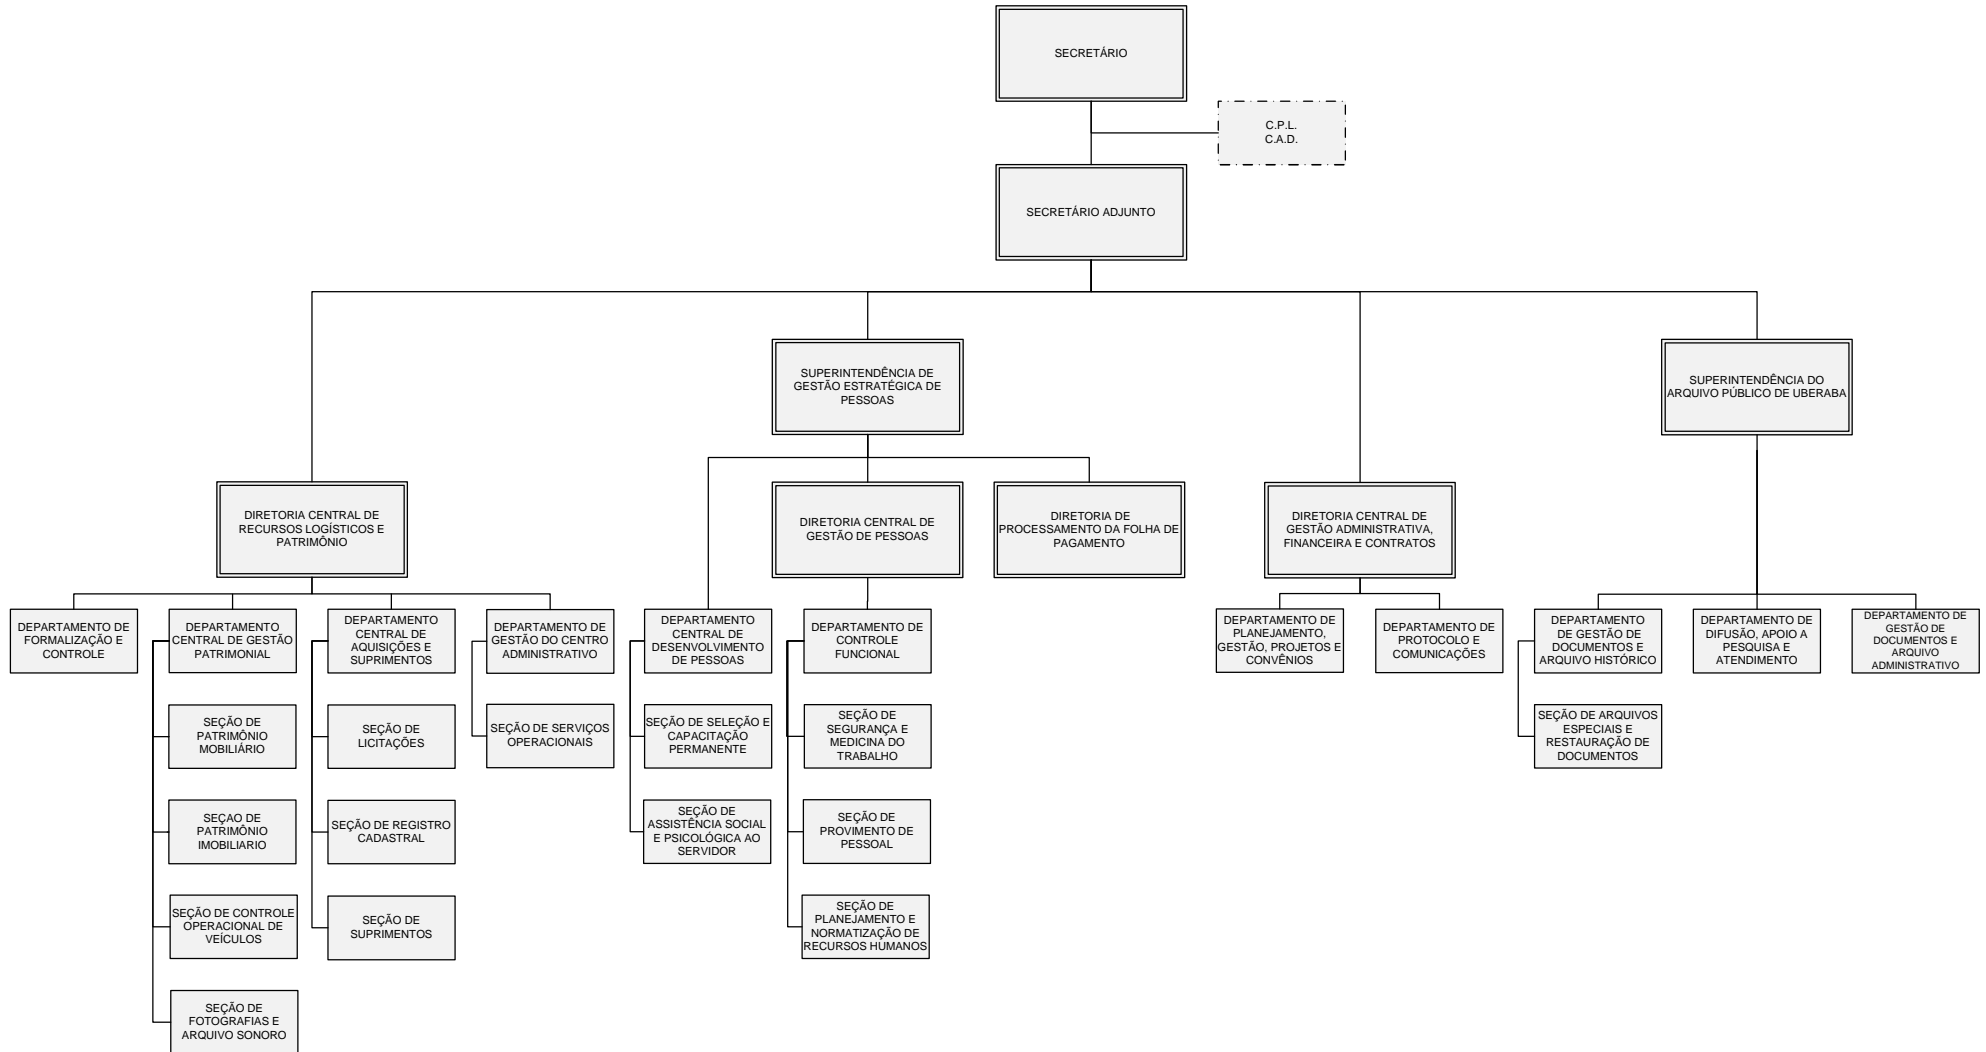 SECRETÁRIO
C.P.L.
C.A.D.
SECRETÁRIO ADJUNTO
SUPERINTENDÊNCIA DE
GESTÃO ESTRATÉGICA DE
PESSOAS
SUPERINTENDÊNCIA DO
ARQUIVO PÚBLICO DE UBERABA
DIRETORIA CENTRAL DE
RECURSOS LOGÍSTICOS E
PATRIMÔNIO
DIRETORIA CENTRAL DE
GESTÃO DE PESSOAS
DIRETORIA DE
PROCESSAMENTO DA FOLHA DE
PAGAMENTO
DIRETORIA CENTRAL DE
GESTÃO ADMINISTRATIVA,
FINANCEIRA E CONTRATOS
DEPARTAMENTO DE
FORMALIZAÇÃO E
CONTROLE
DEPARTAMENTO
CENTRAL DE GESTÃO
PATRIMONIAL
DEPARTAMENTO
CENTRAL DE
AQUISIÇÕES E
SUPRIMENTOS
DEPARTAMENTO DE
GESTÃO DO CENTRO
ADMINISTRATIVO
DEPARTAMENTO
CENTRAL DE
DESENVOLVIMENTO
DE PESSOAS
DEPARTAMENTO DE
CONTROLE
FUNCIONAL
DEPARTAMENTO DE
PLANEJAMENTO,
GESTÃO, PROJETOS E
CONVÊNIOS
DEPARTAMENTO DE
PROTOCOLO E
COMUNICAÇÕES
DEPARTAMENTO
DE GESTÃO DE
DOCUMENTOS E
ARQUIVO HISTÓRICO
DEPARTAMENTO DE
DIFUSÃO, APOIO A
PESQUISA E
ATENDIMENTO
DEPARTAMENTO DE
GESTÃO DE
DOCUMENTOS E
ARQUIVO
ADMINISTRATIVO
SEÇÃO DE
PATRIMÔNIO
MOBILIÁRIO
SEÇÃO DE
LICITAÇÕES
SEÇÃO DE SERVIÇOS
OPERACIONAIS
SEÇÃO DE SELEÇÃO E
CAPACITAÇÃO
PERMANENTE
SEÇÃO DE
SEGURANÇA E
MEDICINA DO
TRABALHO
SEÇÃO DE ARQUIVOS
ESPECIAIS E
RESTAURAÇÃO DE
DOCUMENTOS
SEÇAO DE
PATRIMÔNIO
IMOBILIARIO
SEÇÃO DE REGISTRO
CADASTRAL
SEÇÃO DE
ASSISTÊNCIA SOCIAL
E PSICOLÓGICA AO
SERVIDOR
SEÇÃO DE
PROVIMENTO DE
PESSOAL
SEÇÃO DE CONTROLE
OPERACIONAL DE
VEÍCULOS
SEÇÃO DE
SUPRIMENTOS
SEÇÃO DE
PLANEJAMENTO E
NORMATIZAÇÃO DE
RECURSOS HUMANOS
SEÇÃO DE
FOTOGRAFIAS E
ARQUIVO SONORO